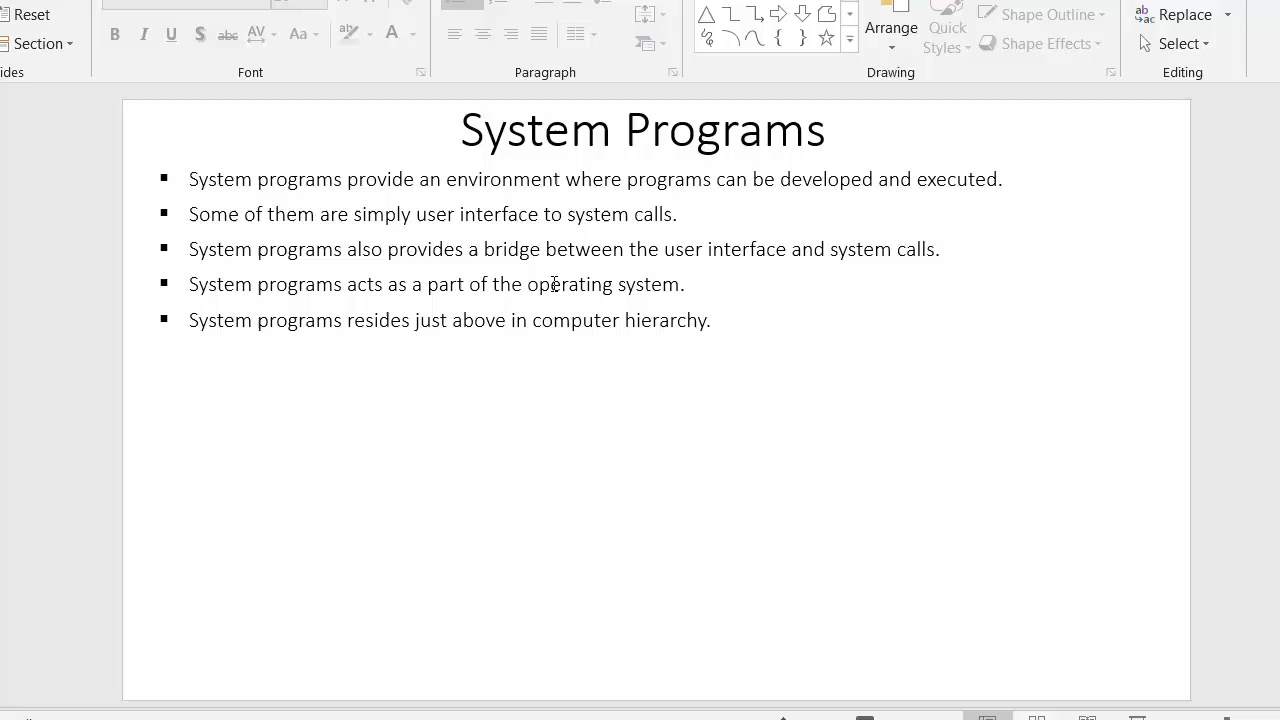 Reset
Section
ides
B I U S abc AV Aa A
Font
Paragraph
Arrange
Quick
Styles
Shape Outline
Shape Effects
Drawing
Replace
Select
Editing
System Programs
System programs provide an environment where programs can be developed and executed.
Some of them are simply user interface to system calls.
System programs also provides a bridge between the user interface and system calls.
System programs acts as a part of the operating system.
System programs resides just above in computer hierarchy.